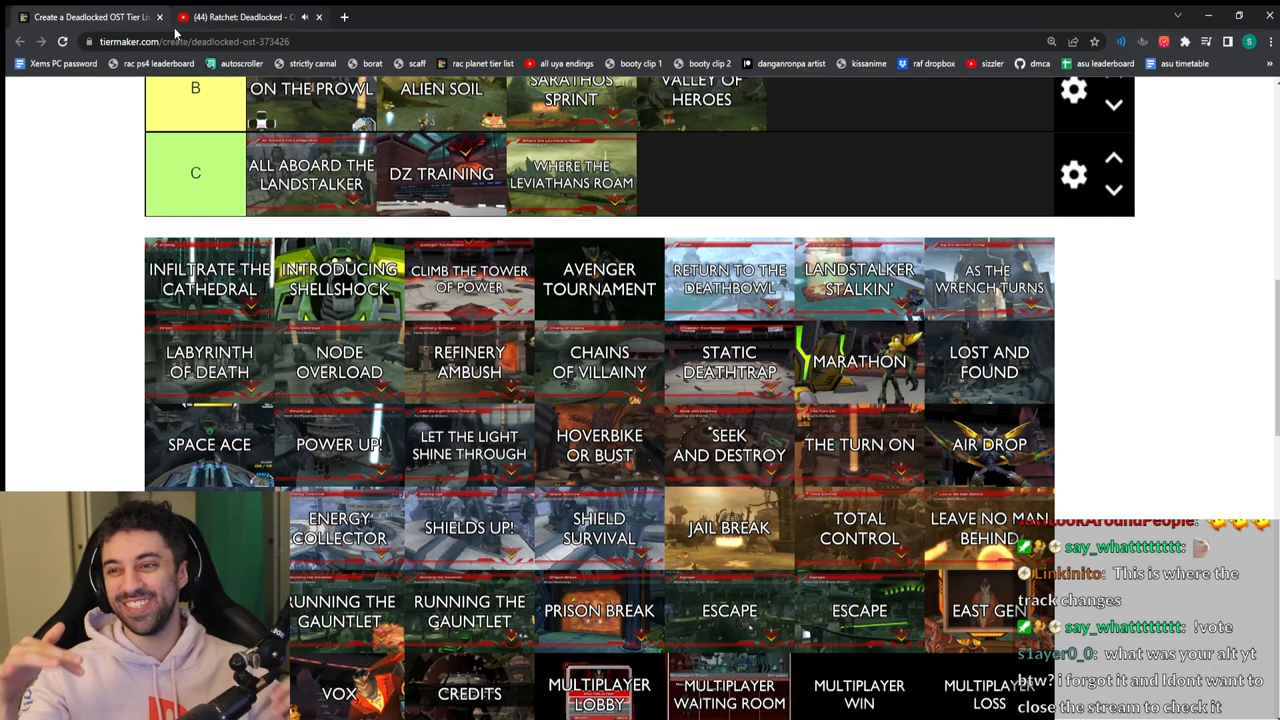 Create a Deadlocked OST Tier Lis
(44) Ratchet: Deadlocked - O
tiermaker.com/create/deadlocked-ost-373426
S
Xems PC password
rac ps4 leaderboard
autoscroller
strictly carnal
borat
scaff
rac planet tier list
all uya endings
booty clip 1
booty clip 2
danganronpa artist
kissanime
raf dropbox
sizzler
dmca
asu leaderboard
asu timetable
»
B
ON THE PROWL
ALIEN SOIL
SARATHOS
SPRINT
VALLEY OF
HEROES
C
ALL ABOARD THE
LANDSTALKER
DZ TRAINING
WHERE THE
LEVIATHANS ROAM
INFILTRATE THE
CATHEDRAL
INTRODUCING
SHELLSHOCK
CLIMB THE TOWER
OF POWER
AVENGER
TOURNAMENT
RETURN TO THE
DEATHBOWL
LANDSTALKER
STALKIN'
AS THE
WRENCH TURNS
LABYRINTH
OF DEATH
NODE
OVERLOAD
REFINERY
AMBUSH
CHAINS
OF VILLAINY
STATIC
DEATHTRAP
MARATHON
LOST AND
FOUND
SPACE ACE
POWER UP!
LET THE LIGHT
SHINE THROUGH
HOVERBIKE
OR BUST
SEEK
AND DESTROY
THE TURN ON
AIR DROP
ENERGY
COLLECTOR
SHIELDS UP!
SHIELD
SURVIVAL
JAIL BREAK
TOTAL
CONTROL
LEAVE NO MAN
BEHIND
RUNNING THE
GAUNTLET
RUNNING THE
GAUNTLET
PRISON BREAK
ESCAPE
ESCAPE
EAST GEN
VOX
CREDITS
MULTIPLAYER
LOBBY
MULTIPLAYER
WAITING ROOM
MULTIPLAYER
WIN
MULTIPLAYER
LOSS
JustLookAroundPeople:
say_whattttttttt:
Linkinito: This is where the
track changes
say_whattttttttt: !vote
s1ayer0_0: what was your alt yt
btw? i forgot it and Idont want to
close the stream to check it